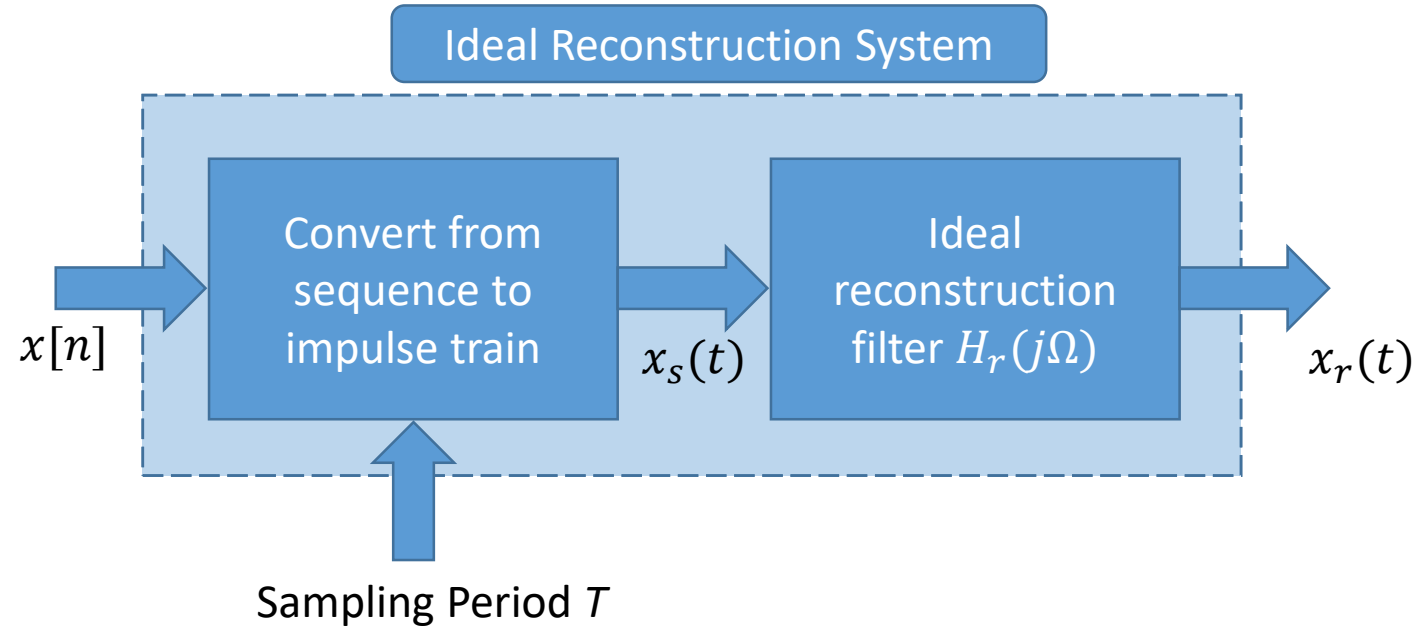 Ideal Reconstruction System
Convert from
sequence to
impulse train
Ideal
reconstruction
filter H_r(jΩ)
x[n]
x_s(t)
x_r(t)
Sampling Period T